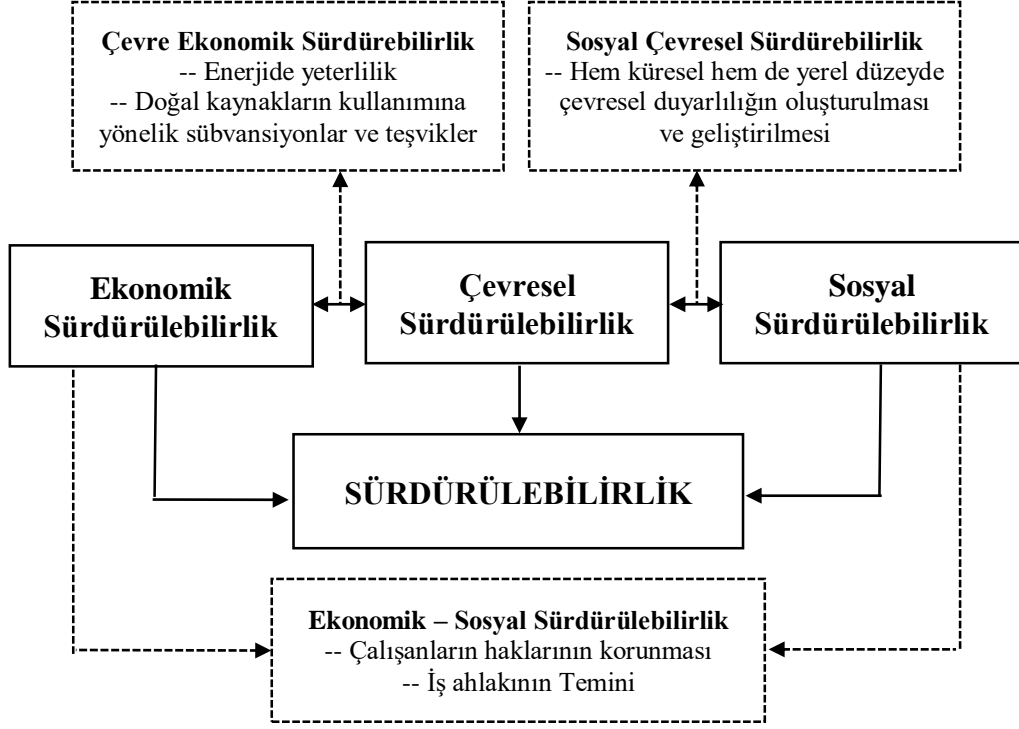 Çevre Ekonomik Sürdürebilirlik
-- Enerjide yeterlilik
-- Doğal kaynakların kullanımına
yönelik sübvansiyonlar ve teşvikler
Sosyal Çevresel Sürdürebilirlik
-- Hem küresel hem de yerel düzeyde
çevresel duyarlılığın oluşturulması
ve geliştirilmesi
Ekonomik
Sürdürülebilirlik
Çevresel
Sürdürülebilirlik
Sosyal
Sürdürülebilirlik
SÜRDÜRÜLEBİLİRLİK
Ekonomik – Sosyal Sürdürülebilirlik
-- Çalışanların haklarının korunması
-- İş ahlakının Temini